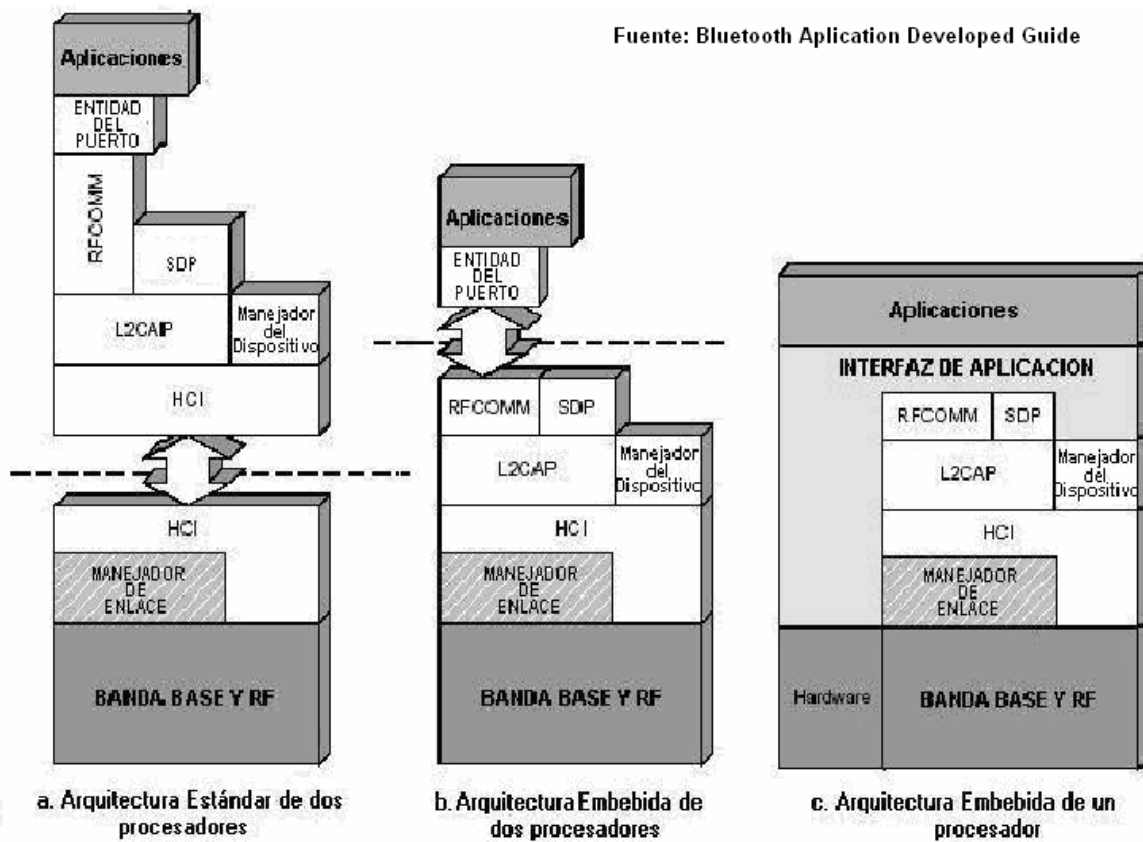 Fuente: Bluetooth Aplication Developed Guide
Aplicaciones
ENTIDAD
DEL
PUERTO
RFCOMM
SDP
L2CAP
Manejador
del
Dispositivo
HCI
HCI
MANEJADOR
DE
ENLACE
BANDA BASE Y RF
a. Arquitectura Estándar de dos
procesadores
Aplicaciones
ENTIDAD
DEL
PUERTO
RFCOMM
SDP
L2CAP
Manejador
del
Dispositivo
HCI
MANEJADOR
DE
ENLACE
BANDA BASE Y RF
b. Arquitectura Embebida de
dos procesadores
Aplicaciones
INTERFAZ DE APLICACION
RFCOMM
SDP
L2CAP
Manejador
del
Dispositivo
HCI
MANEJADOR
DE
ENLACE
Hardware
BANDA BASE Y RF
c. Arquitectura Embebida de un
procesador